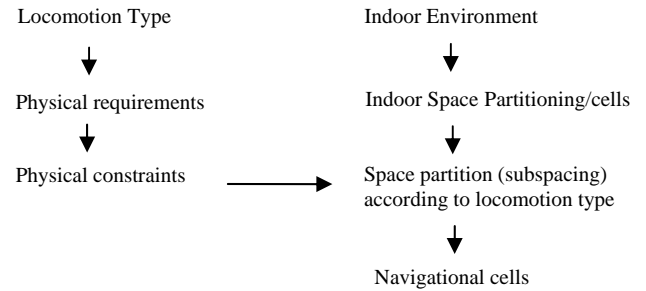 Locomotion Type
Physical requirements
Physical constraints
Indoor Environment
Indoor Space Partitioning/cells
Space partition (subspacing)
according to locomotion type
Navigational cells